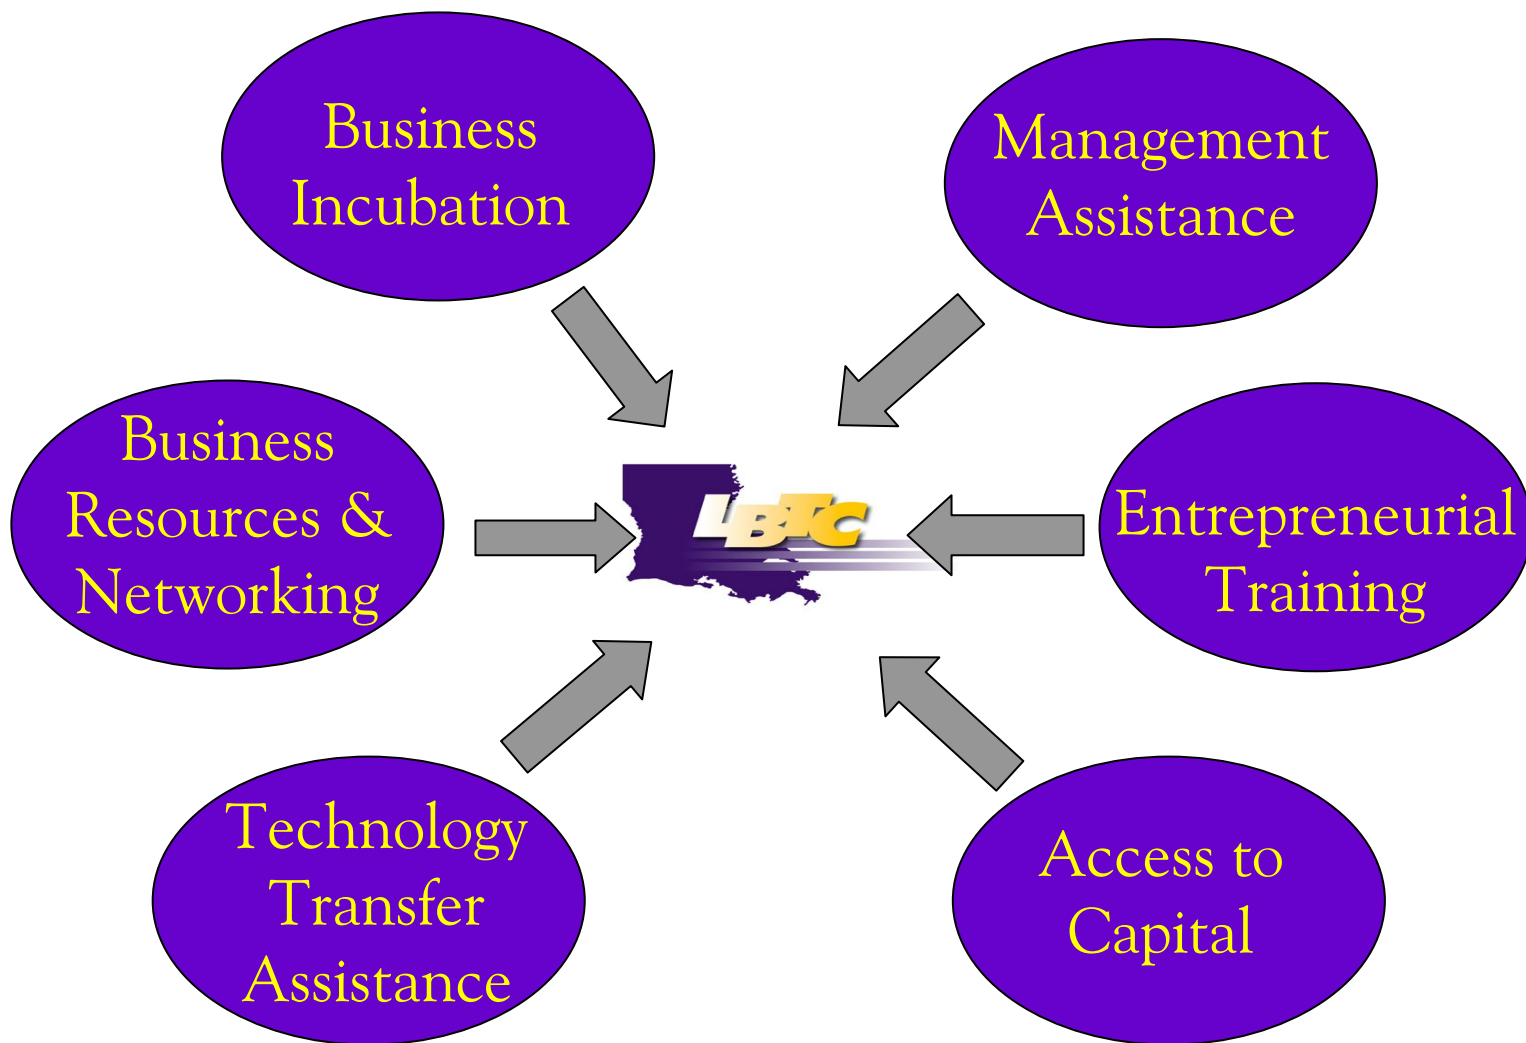 Business
Incubation
Management
Assistance
Business
Resources &
Networking
LBTC
Entrepreneurial
Training
Technology
Transfer
Assistance
Access to
Capital